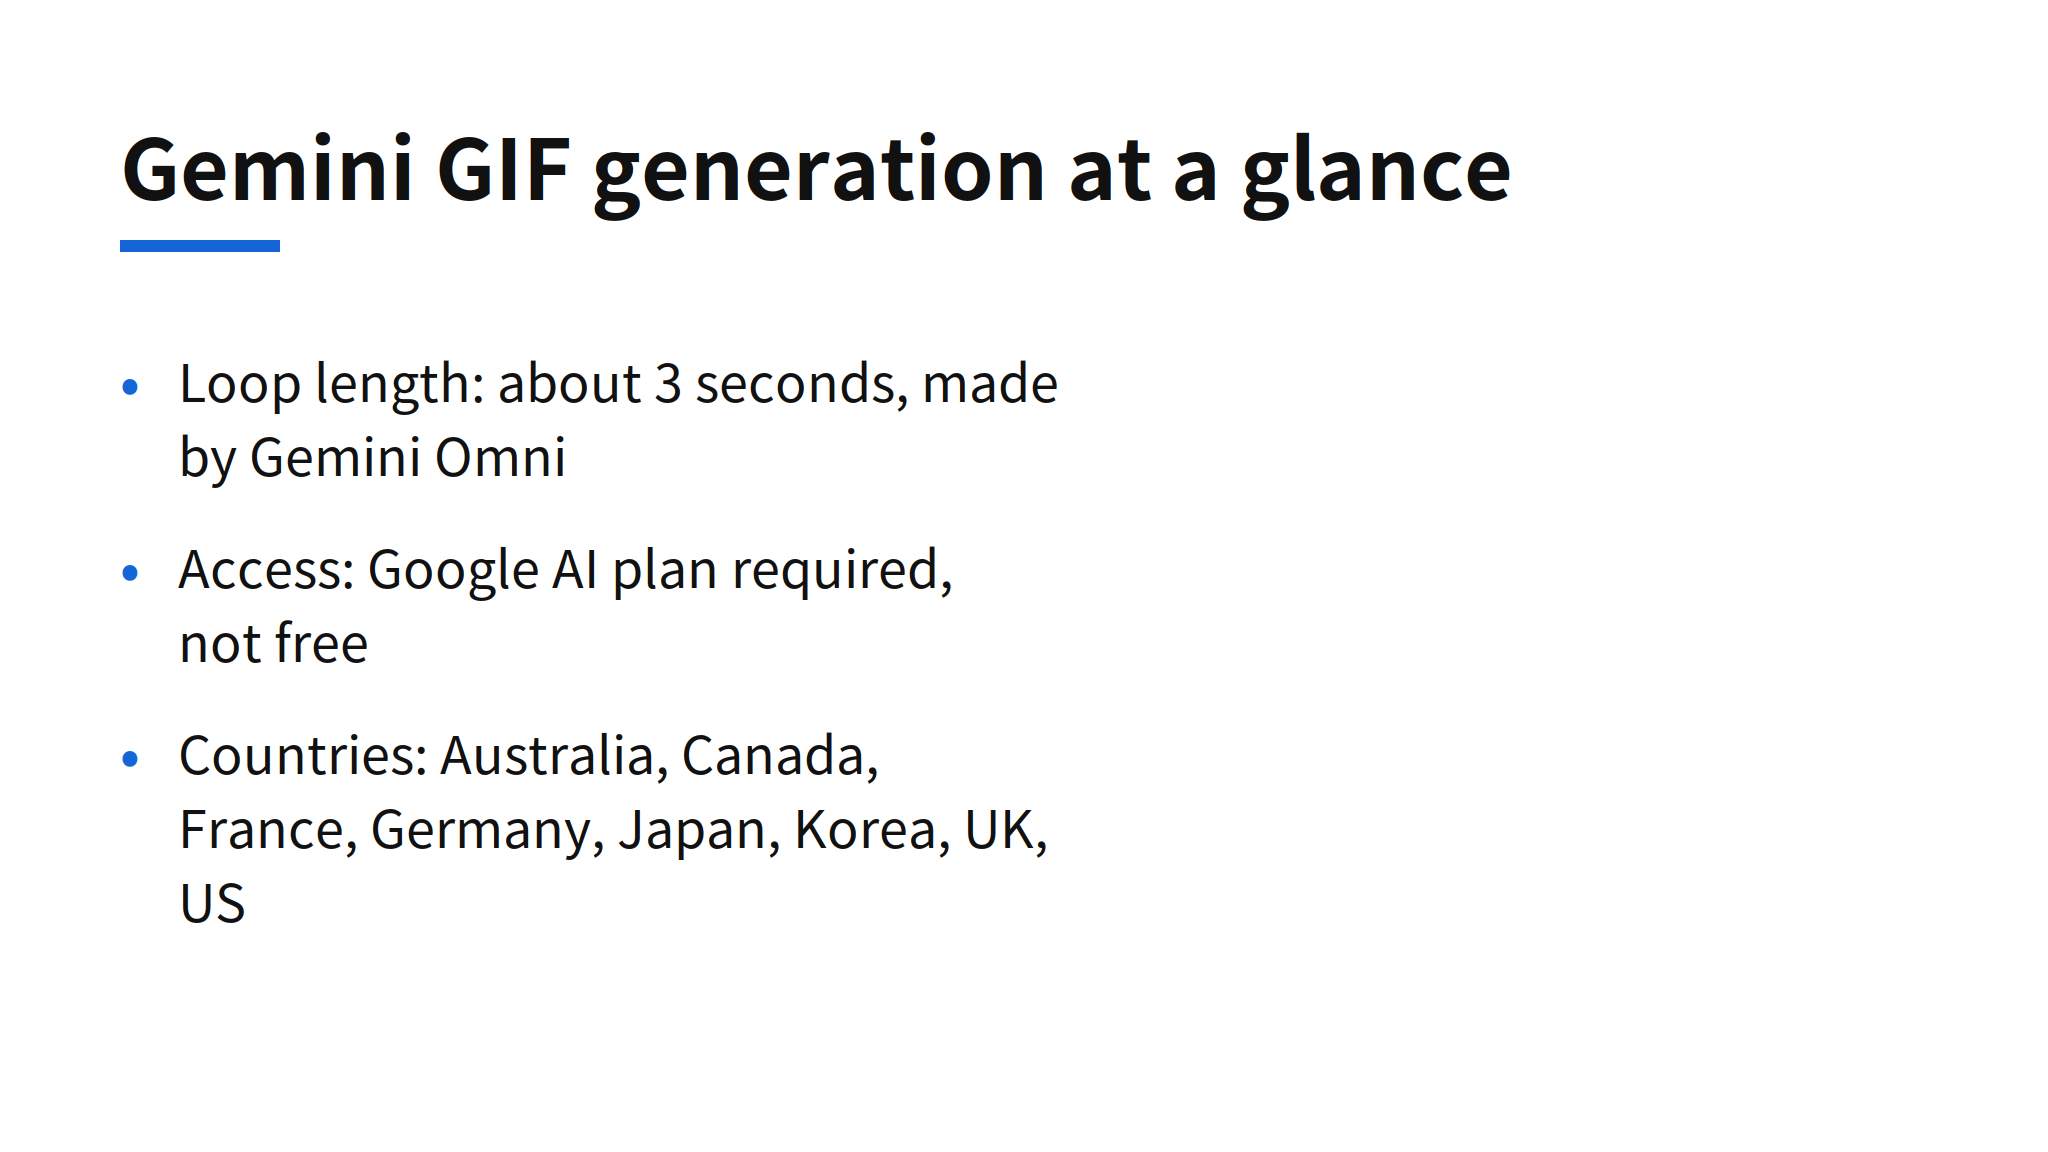 Gemini GIF generation at a glance
• Loop length: about 3 seconds, made
by Gemini Omni
• Access: Google AI plan required,
not free
• Countries: Australia, Canada,
France, Germany, Japan, Korea, UK,
US